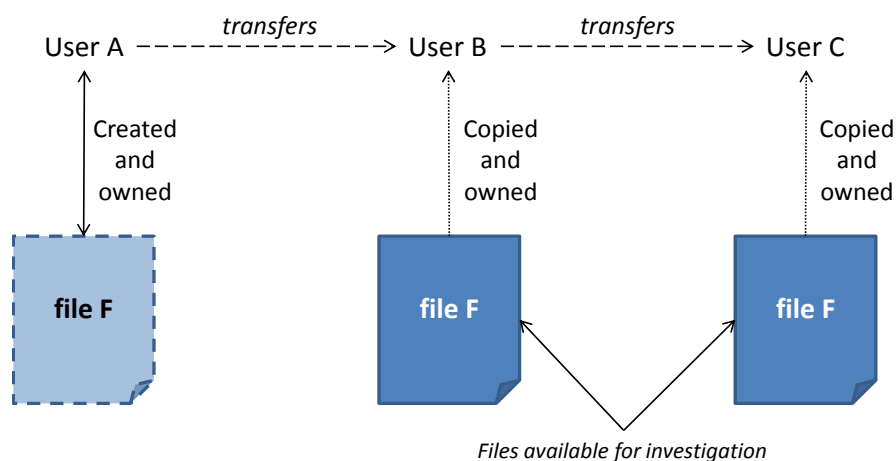 transfers
transfers
User A
User B
User C
Created
and
owned
Copied
and
owned
Copied
and
owned
file F
file F
file F
Files available for investigation